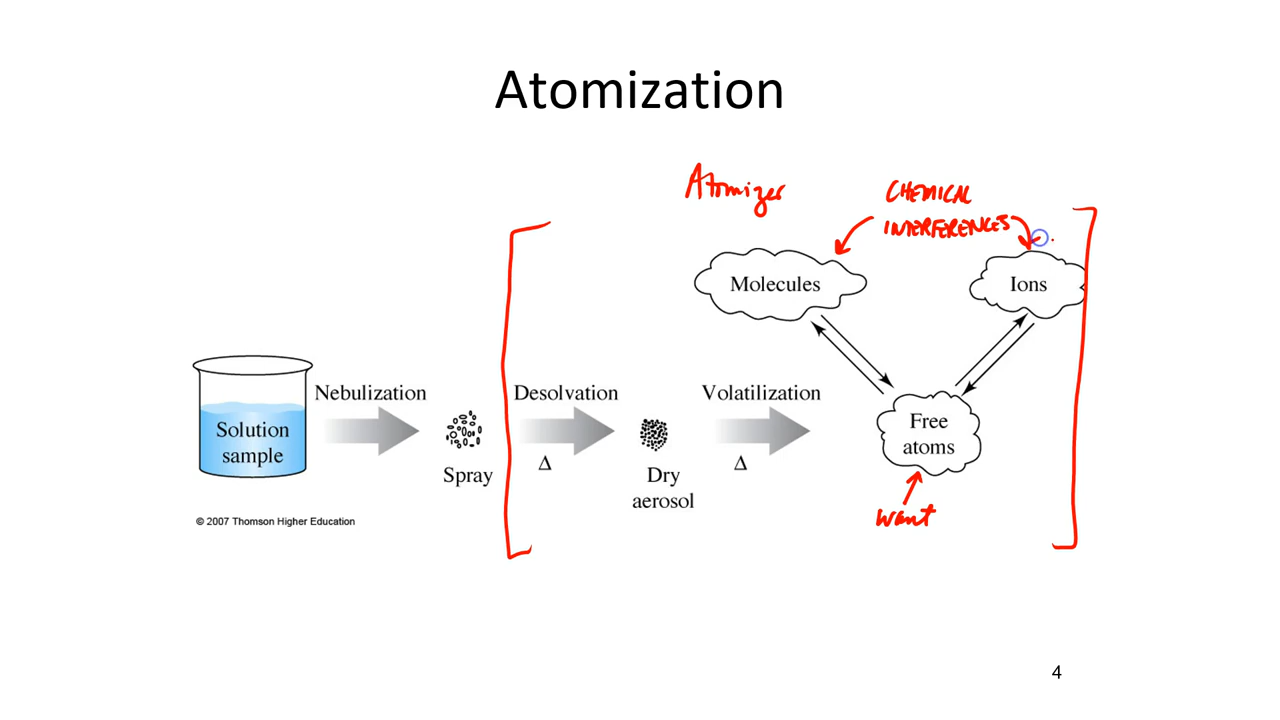 Atomization
Atomizer
CHEMICAL
INTERFERENCES
Molecules
Ions
Nebulization
Desolvation
Volatilization
Solution
sample
Free
atoms
Spray
Δ
Dry
aerosol
Δ
want
© 2007 Thomson Higher Education
4